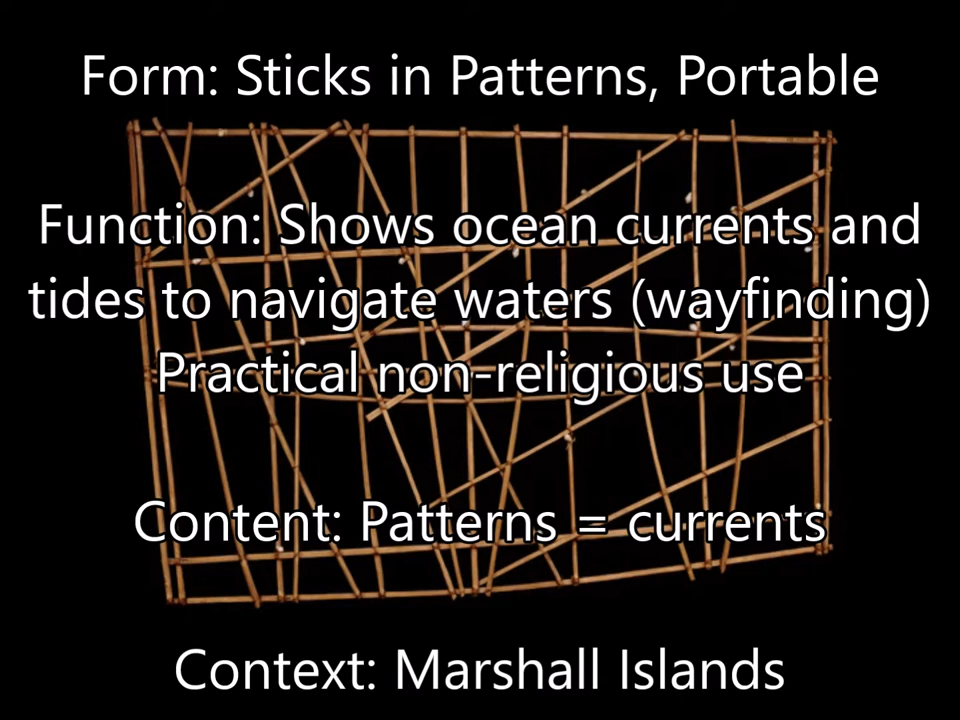 Form: Sticks in Patterns, Portable
Function: Shows ocean currents and
tides to navigate waters (wayfinding)
Practical non-religious use
Content: Patterns = currents
Context: Marshall Islands